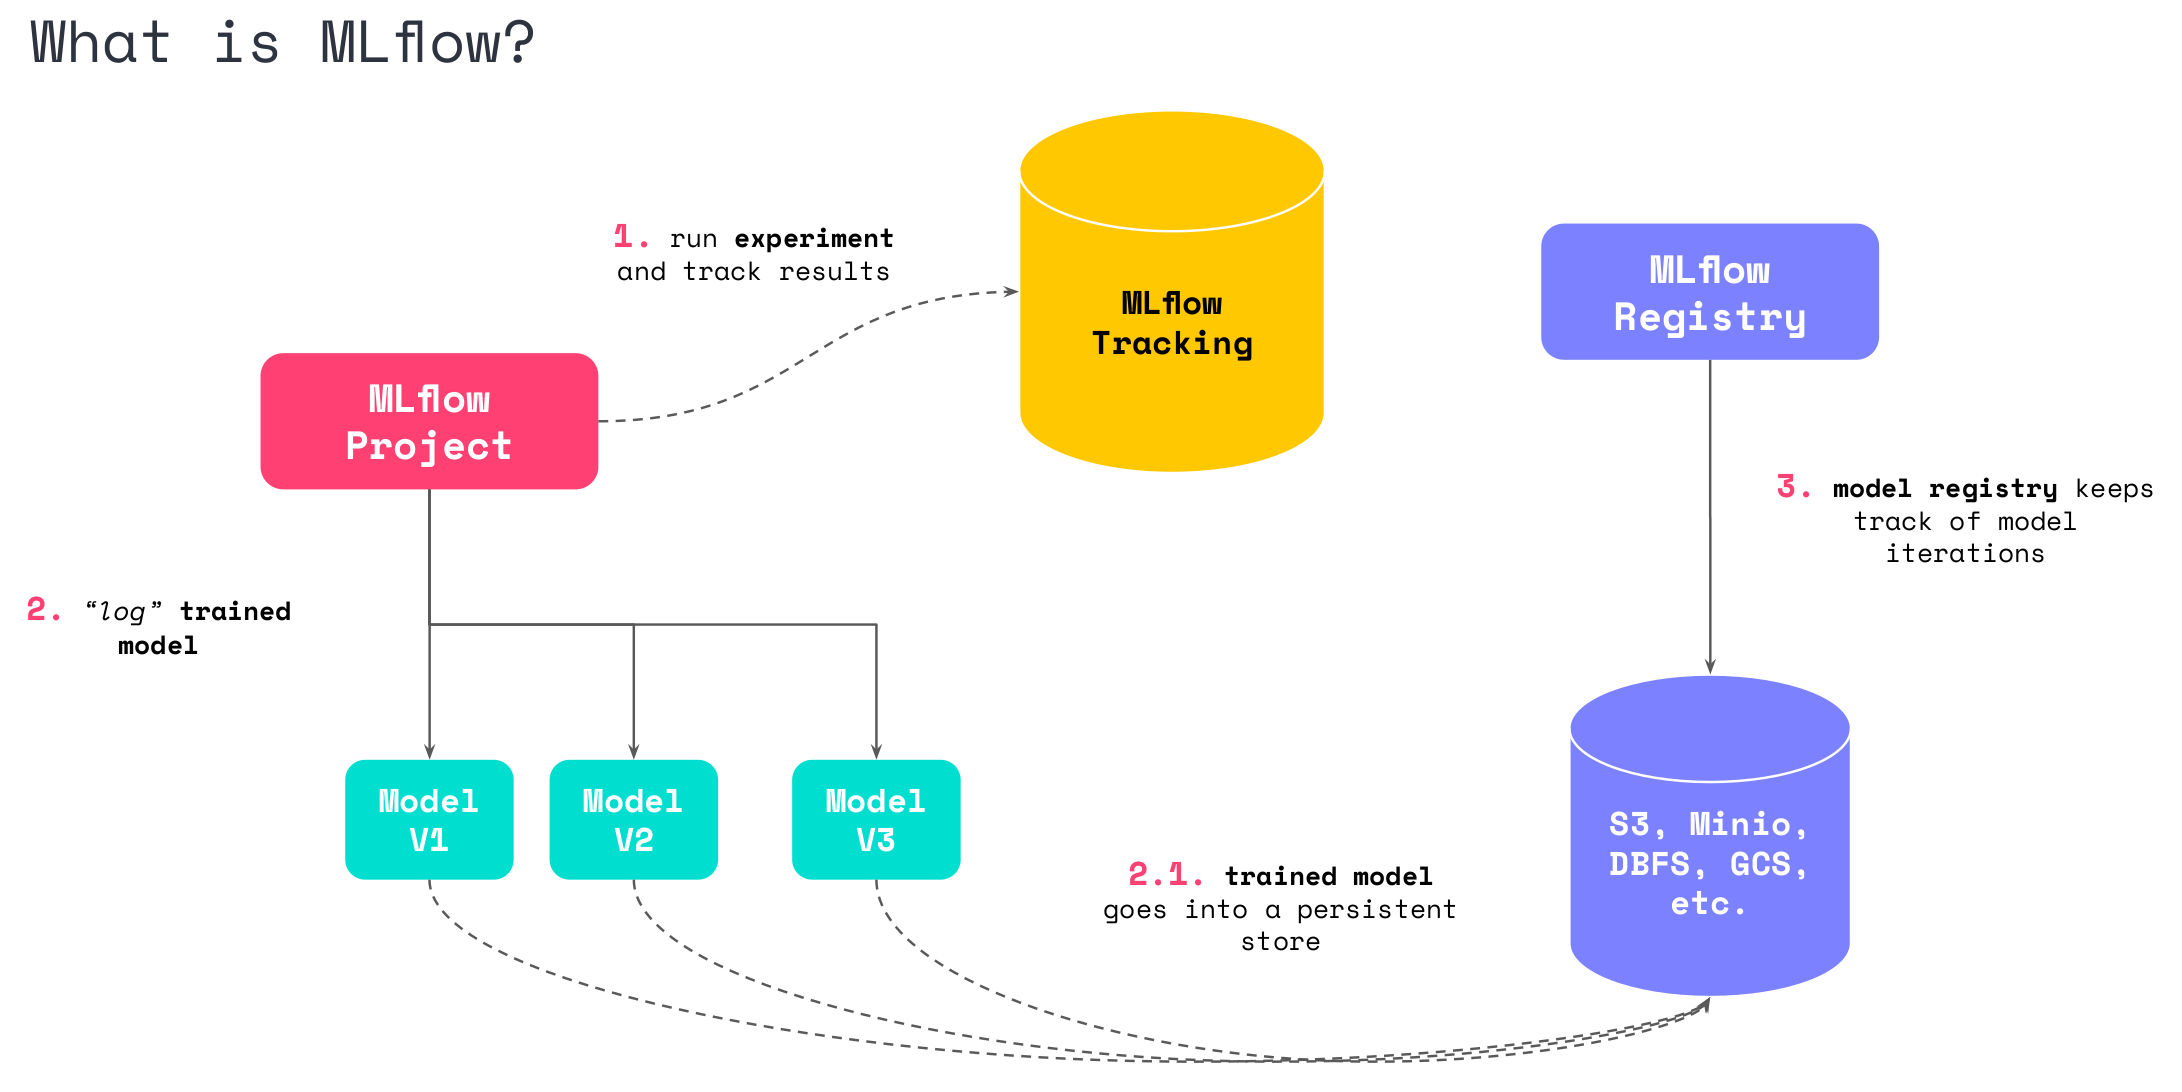 What is MLflow?
1. run experiment
and track results
MLflow
Tracking
MLflow
Registry
MLflow
Project
3. model registry keeps
track of model
iterations
2. “log” trained
model
Model
V1
Model
V2
Model
V3
2.1. trained model
goes into a persistent
store
S3, Minio,
DBFS, GCS,
etc.